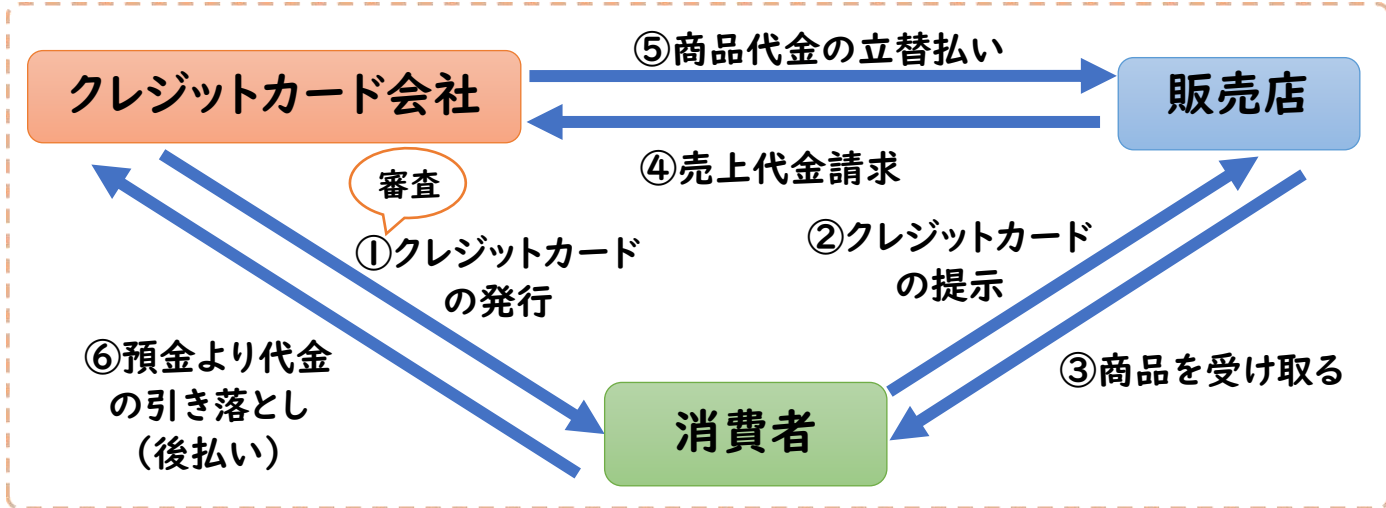 ⑤商品代金の立替払い
クレジットカード会社
販売店
④売上代金請求
審査
①クレジットカード
の発行
②クレジットカード
の提示
⑥預金より代金
の引き落とし
（後払い）
③商品を受け取る
消費者